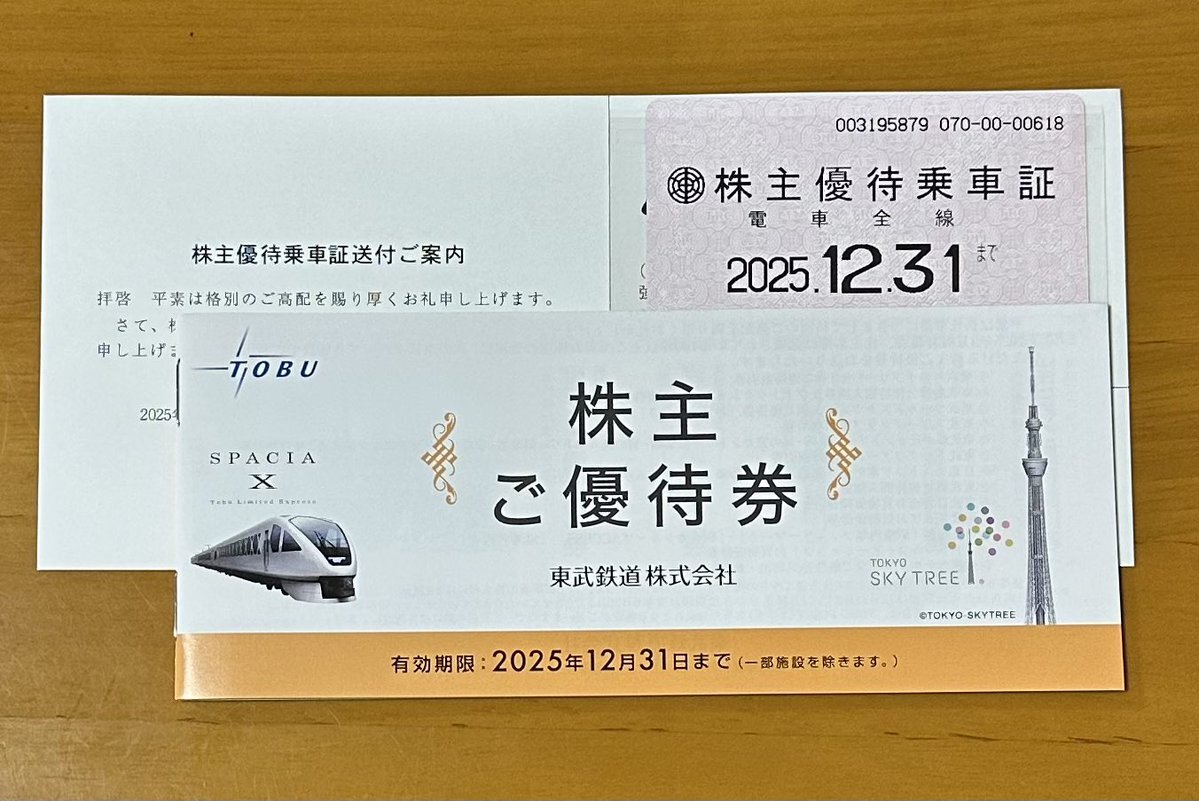 003195879 070-00-00618
株主優待乗車証
電車全線
2025.12.31まで
株主優待乗車証送付ご案内
拝啓 平素は格別のご高配を賜り厚くお礼申し上げます。
さて、
申し上げ
2025
TOBU
株主
ご優待券
SPACIA
X
Tobu Limited Express
東武鉄道株式会社
TOKYO
SKYTREE
©TOKYO-SKYTREE
有効期限:2025年12月31日まで(一部施設を除きます。)